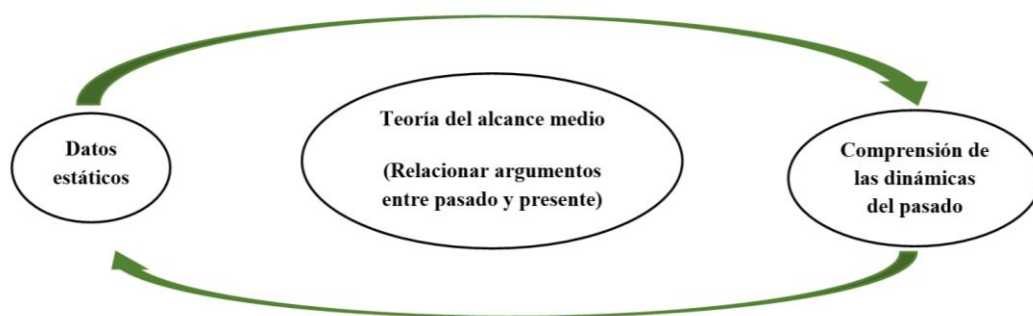 Datos
estáticos
Teoría del alcance medio
(Relacionar argumentos
entre pasado y presente)
Comprensión de
las dinámicas
del pasado